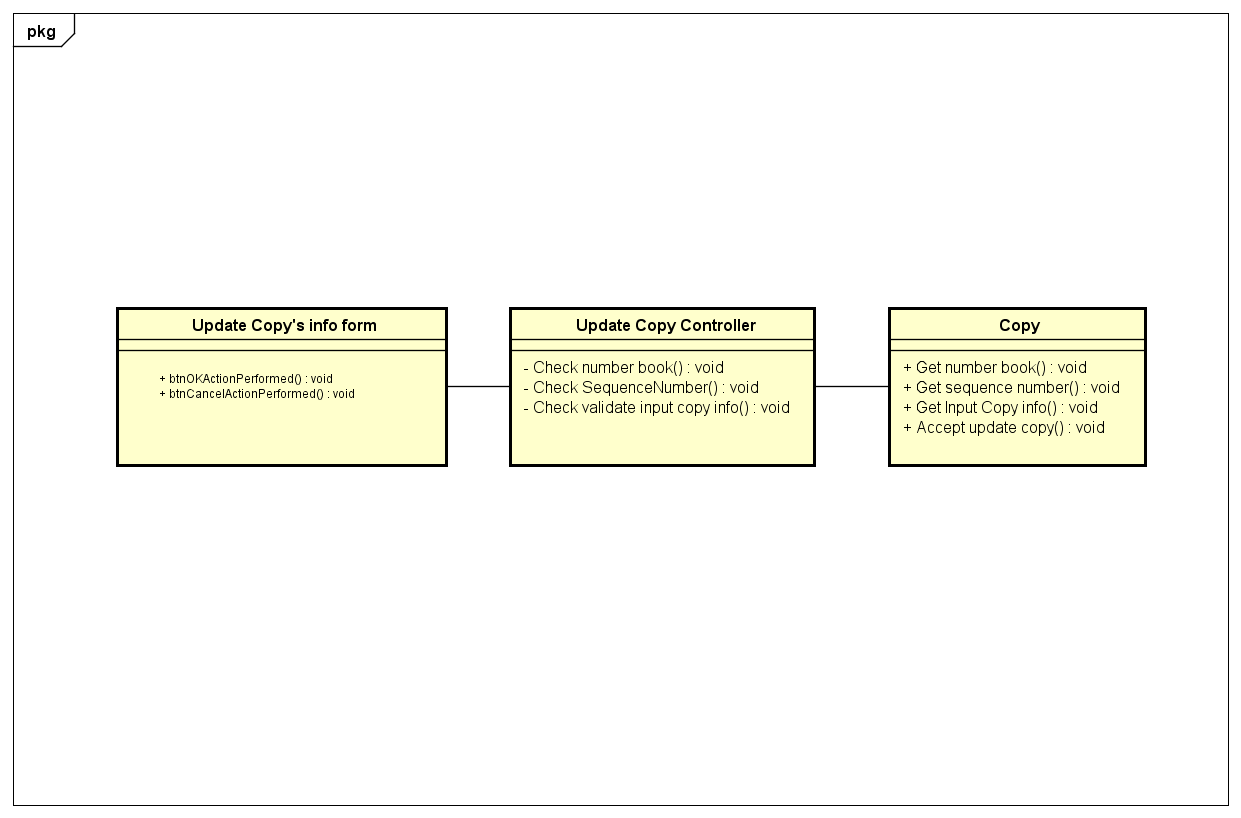 pkg
Update Copy's info form
+ btnOKActionPerformed() : void
+ btnCancelActionPerformed() : void
Update Copy Controller
- Check number book() : void
- Check SequenceNumber() : void
- Check validate input copy info() : void
Copy
+ Get number book() : void
+ Get sequence number() : void
+ Get Input Copy info() : void
+ Accept update copy() : void